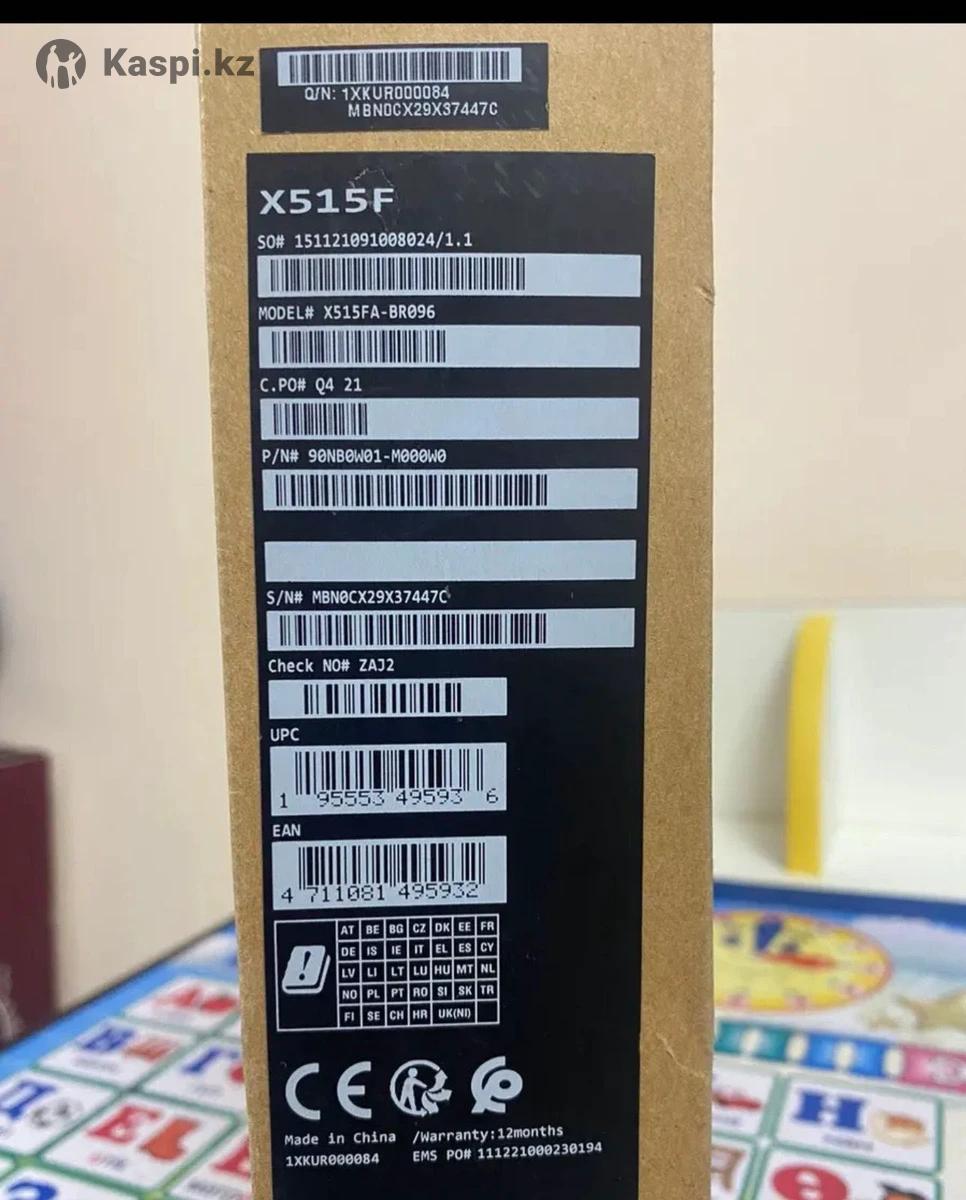 Kaspi.kz
Q/N: 1XKUR000084
MBN0CX29X37447C
X515F
SO# 151121091008024/1.1
MODEL# X515FA-BR096
C.PO# Q4 21
P/N# 90NB0W01-M000W0
S/N# MBN0CX29X37447C
Check NO# ZAJ2
UPC
1 95553 49593 6
EAN
4 711081 495932
AT BE BG CZ DK EE FR
DE IS IE IT EL ES CY
LV LI LT LU HU MT NL
NO PL PT RO SI SK TR
FI SE CH HR UK(NI)
CE
Made in China /Warranty:12months
1XKUR000084 EMS PO# 111221000230194